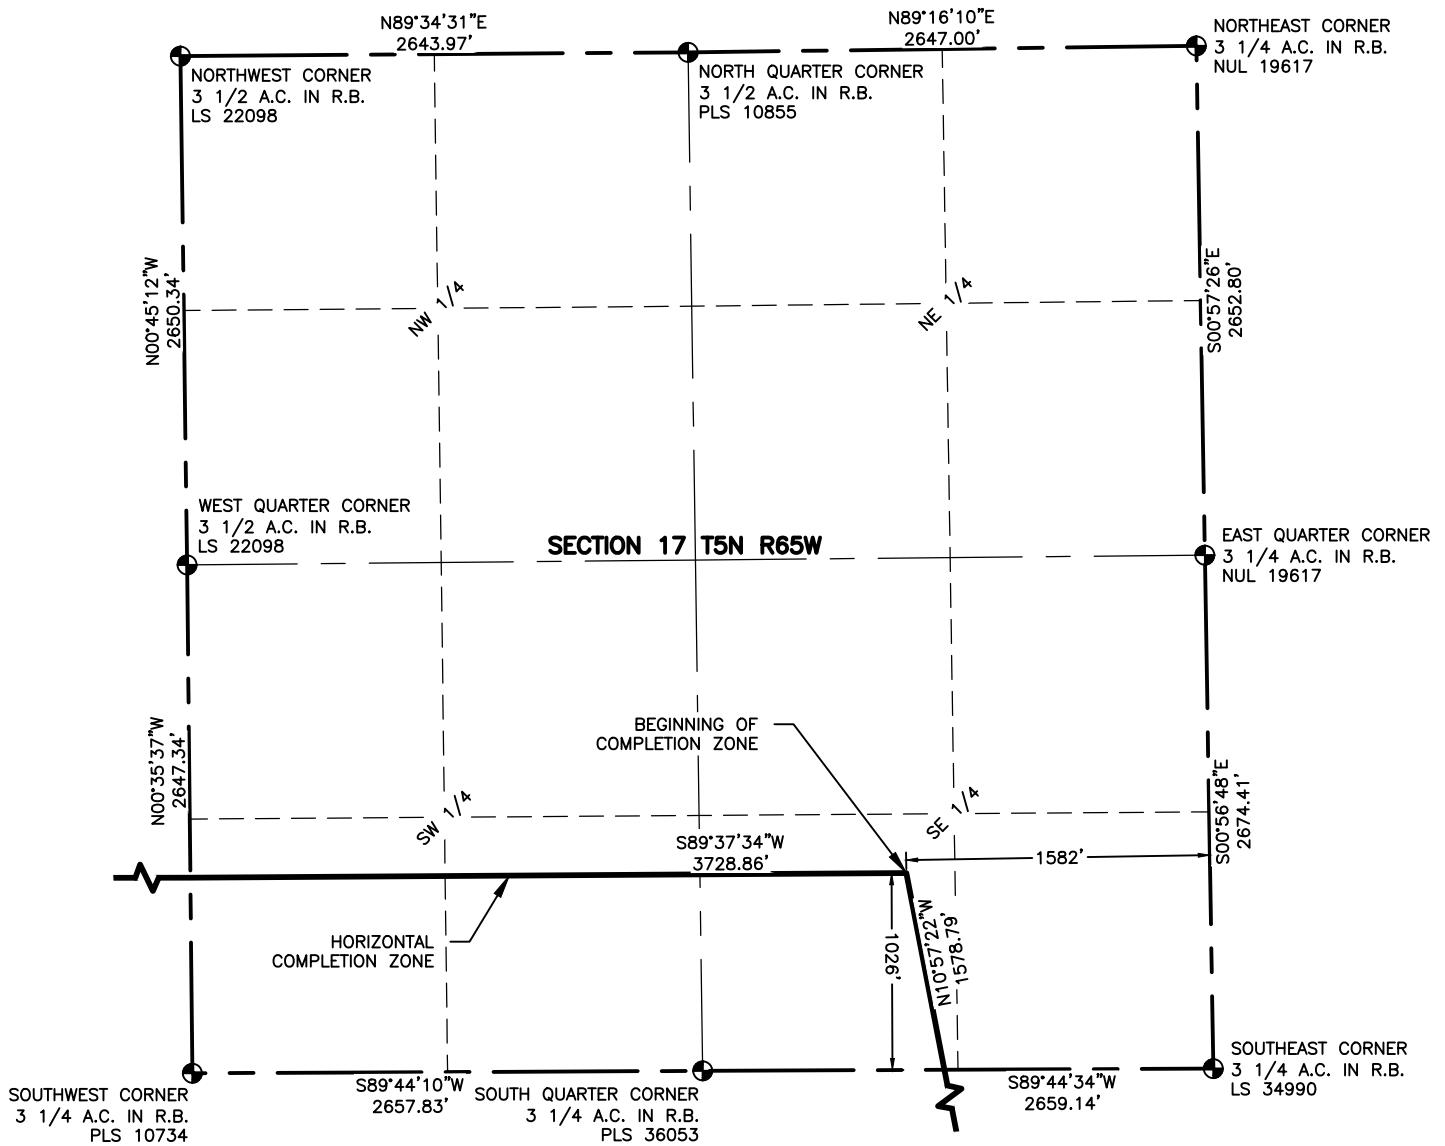 N89°34'31"E
2643.97'
N89°16'10"E
2647.00'
NORTHEAST CORNER
3 1/4 A.C. IN R.B.
NUL 19617
NORTHWEST CORNER
3 1/2 A.C. IN R.B.
LS 22098
NORTH QUARTER CORNER
3 1/2 A.C. IN R.B.
PLS 10855
N00°45'12"W
2650.34'
NW 1/4
NE 1/4
S00°57'26"E
2652.80'
WEST QUARTER CORNER
3 1/2 A.C. IN R.B.
LS 22098
SECTION 17 T5N R65W
EAST QUARTER CORNER
3 1/4 A.C. IN R.B.
NUL 19617
BEGINNING OF
COMPLETION ZONE
N00°35'37"W
2647.34'
SW 1/4
SE 1/4
S00°56'48"E
2674.41'
S89°37'34"W
3728.86'
1582'
HORIZONTAL
COMPLETION ZONE
1026'
N10°57'22"W
1578.79'
SOUTHWEST CORNER
3 1/4 A.C. IN R.B.
PLS 10734
S89°44'10"W
2657.83'
SOUTH QUARTER CORNER
3 1/4 A.C. IN R.B.
PLS 36053
S89°44'34"W
2659.14'
SOUTHEAST CORNER
3 1/4 A.C. IN R.B.
LS 34990